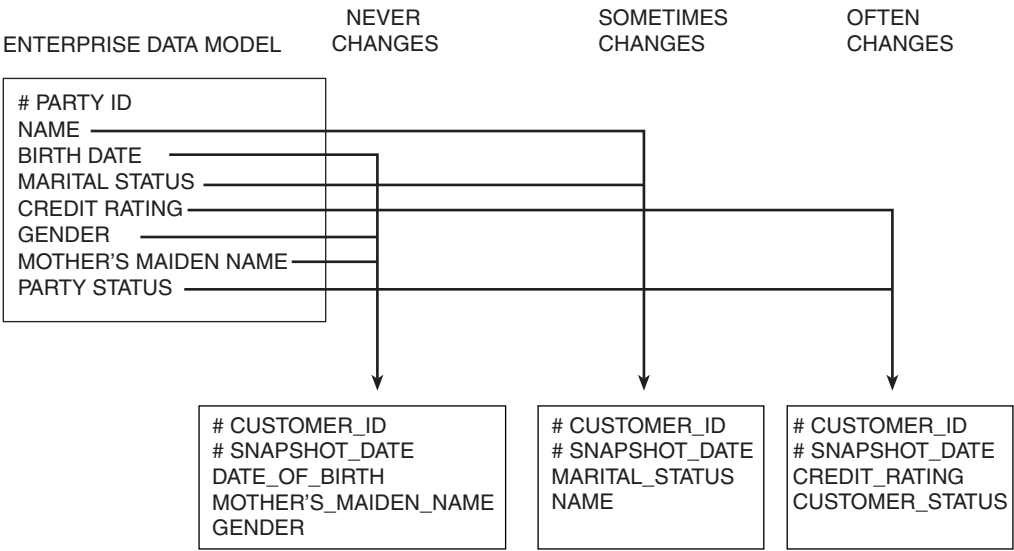 ENTERPRISE DATA MODEL
NEVER
CHANGES
SOMETIMES
CHANGES
OFTEN
CHANGES
# PARTY ID
NAME
BIRTH DATE
MARITAL STATUS
CREDIT RATING
GENDER
MOTHER'S MAIDEN NAME
PARTY STATUS
# CUSTOMER_ID
# SNAPSHOT_DATE
DATE_OF_BIRTH
MOTHER'S_MAIDEN_NAME
GENDER
# CUSTOMER_ID
# SNAPSHOT_DATE
MARITAL_STATUS
NAME
# CUSTOMER_ID
# SNAPSHOT_DATE
CREDIT_RATING
CUSTOMER_STATUS